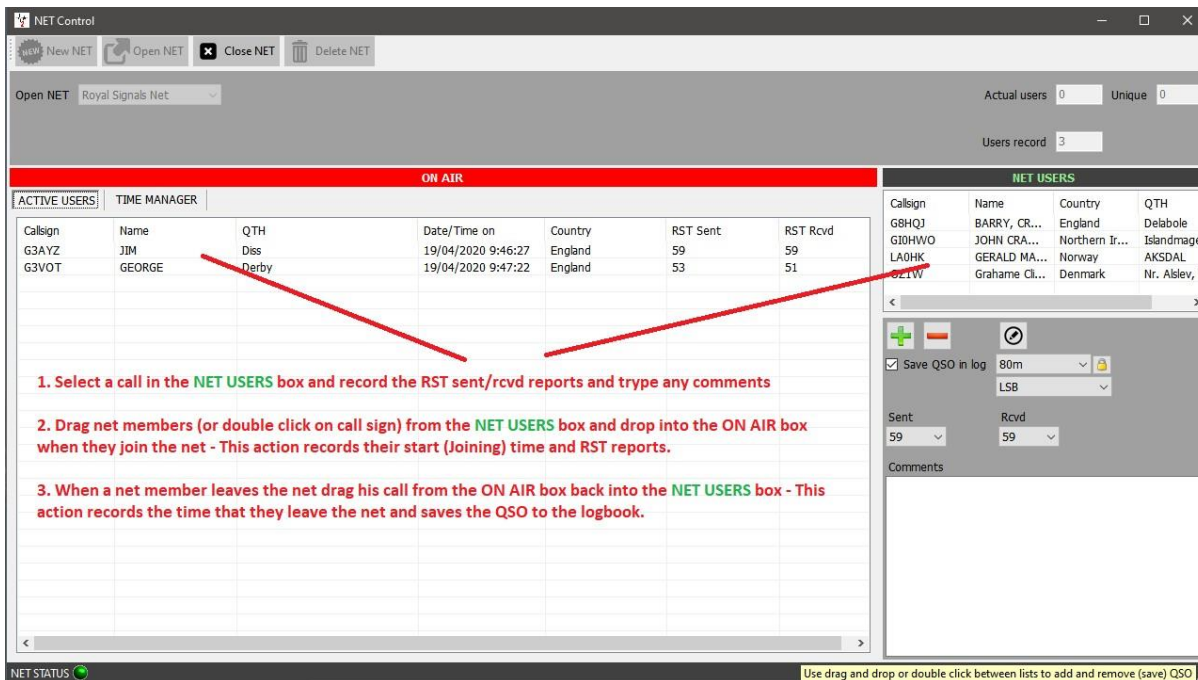 NET Control
NEW New NET Open NET Close NET Delete NET
Open NET Royal Signals Net Actual users 0 Unique 0
Users record 3
ON AIR NET USERS
ACTIVE USERS TIME MANAGER
Callsign Name QTH Date/Time on Country RST Sent RST Rcvd
G3AYZ JIM Diss 19/04/2020 9:46:27 England 59 59
G3VOT GEORGE Derby 19/04/2020 9:47:22 England 53 51
Callsign Name Country QTH
G8HQJ BARRY, CR... England Delabole
GI0HWO JOHN CRA... Northern Ir... Islandmage
LA0HK GERALD MA... Norway AKSDAL
Grahame Cli... Denmark Nr. Alslev,
Save QSO in log 80m
LSB
Sent Rcvd
59 59
Comments
1. Select a call in the NET USERS box and record the RST sent/rcvd reports and trype any comments
2. Drag net members (or double click on call sign) from the NET USERS box and drop into the ON AIR box
when they join the net - This action records their start (Joining) time and RST reports.
3. When a net member leaves the net drag his call from the ON AIR box back into the NET USERS box - This
action records the time that they leave the net and saves the QSO to the logbook.
NET STATUS
Use drag and drop or double click between lists to add and remove (save) QSO